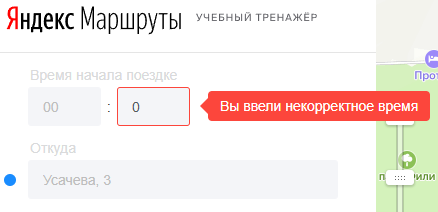 Яндекс Маршруты УЧЕБНЫЙ ТРЕНАЖЁР
Время начала поездке
00 : 0 Вы ввели некорректное время
Откуда
Усачева, 3